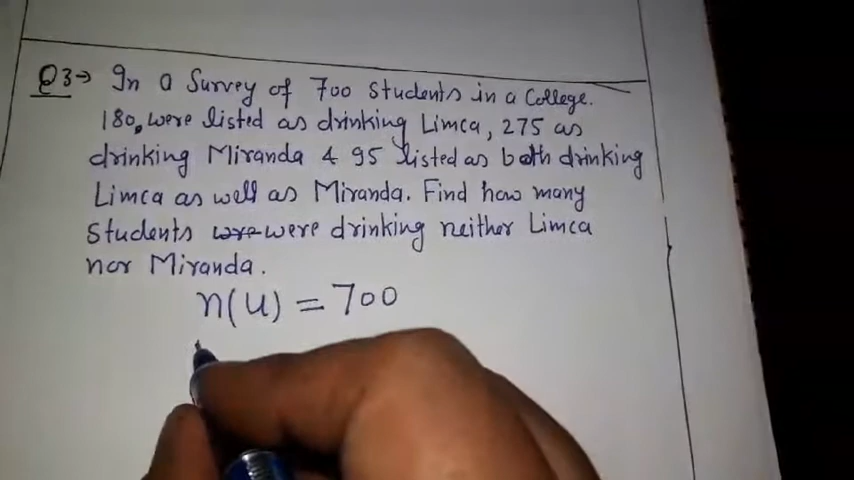 Q3→ In a Survey of 700 Students in a College.
180, were listed as drinking Limca, 275 as
drinking Miranda & 95 listed as both drinking
Limca as well as Miranda. Find how many
Students were were drinking neither Limca
nor Miranda.
n(U) = 700